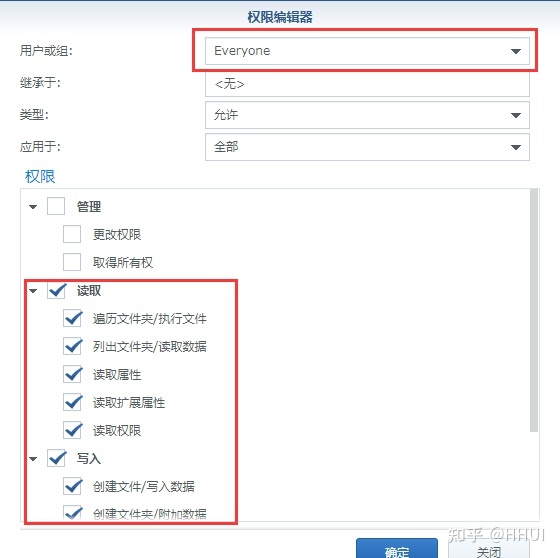 权限编辑器
用户或组: Everyone
继承于: <无>
类型: 允许
应用于: 全部
权限
管理
更改权限
取得所有权
读取
遍历文件夹/执行文件
列出文件夹/读取数据
读取属性
读取扩展属性
读取权限
写入
创建文件/写入数据
创建文件夹/附加数据
确定 关闭
知乎 @HHUI